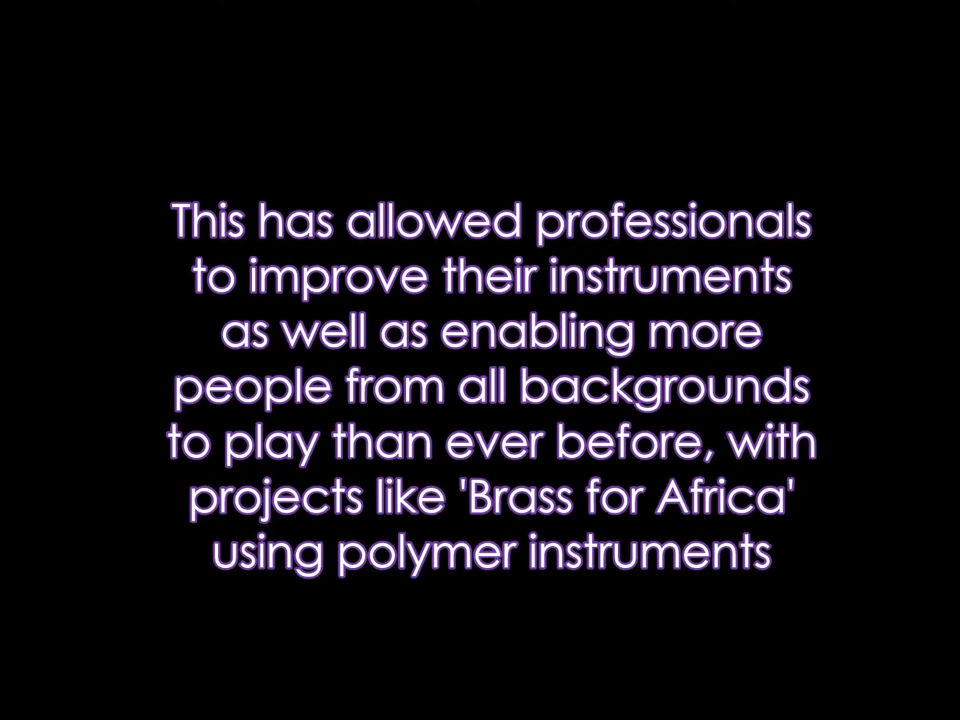 This has allowed professionals
to improve their instruments
as well as enabling more
people from all backgrounds
to play than ever before, with
projects like 'Brass for Africa'
using polymer instruments